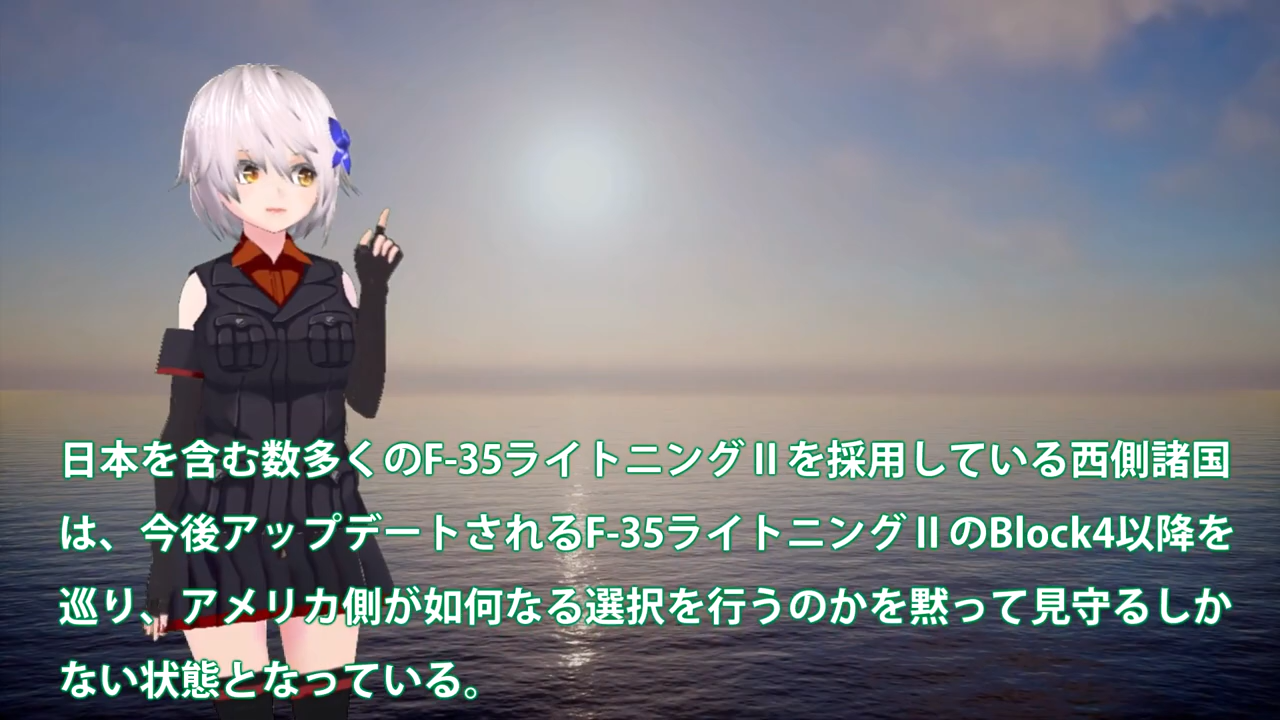 日本を含む数多くのF-35ライトニングⅡを採用している西側諸国
は、今後アップデートされるF-35ライトニングⅡのBlock4以降を
巡り、アメリカ側が如何なる選択を行うのかを黙って見守るしか
ない状態となっている。